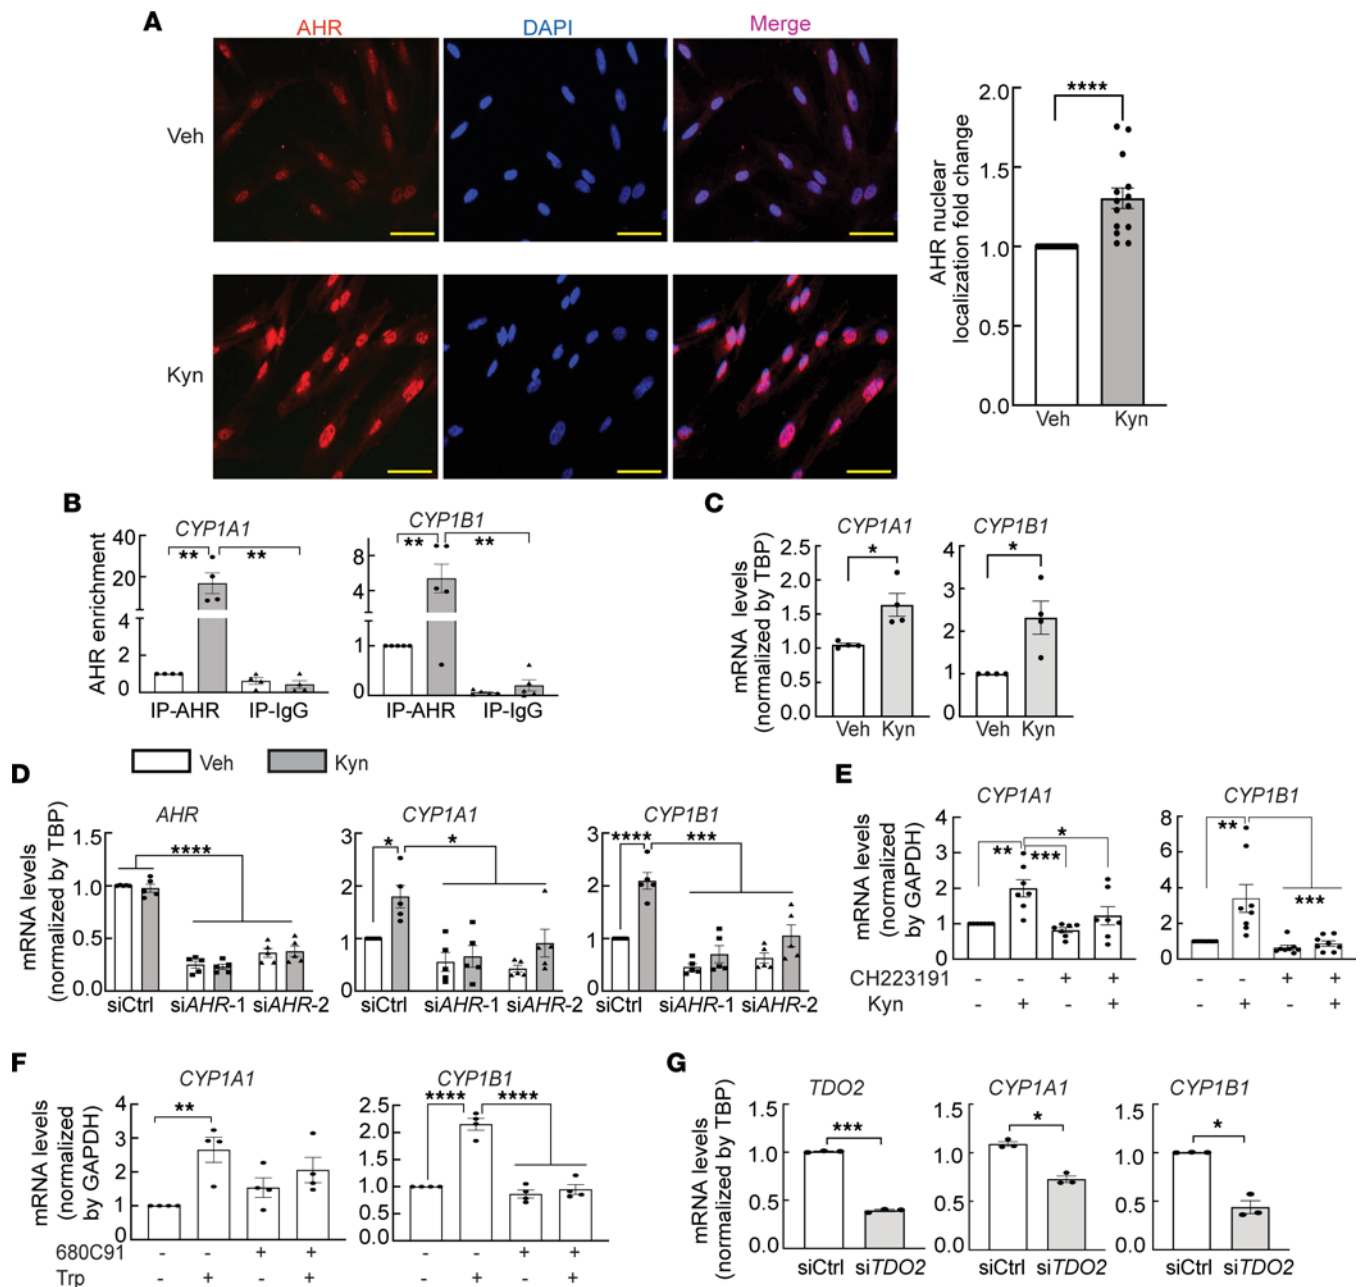 A
AHR
DAPI
Merge
Veh
Kyn
AHR nuclear
localization fold change
2.0
1.5
1.0
0.5
0.0
****
Veh
Kyn
B
CYP1A1
AHR enrichment
40
20
2
1
0
**
**
IP-AHR
IP-IgG
CYP1B1
8
4
1
0
**
**
IP-AHR
IP-IgG
C
mRNA levels
(normalized by TBP)
CYP1A1
2.5
2.0
1.5
1.0
0.5
0.0
*
Veh Kyn
CYP1B1
4
3
2
1
0
*
Veh Kyn
Veh
Kyn
D
mRNA levels
(normalized by TBP)
AHR
1.5
1.0
0.5
0.0
****
siCtrl siAHR-1 siAHR-2
CYP1A1
3
2
1
0
*
*
siCtrl siAHR-1 siAHR-2
CYP1B1
3
2
1
0
****
***
siCtrl siAHR-1 siAHR-2
E
mRNA levels
(normalized
by GAPDH)
CYP1A1
4
3
2
1
0
**
***
*
CYP1B1
8
6
4
2
0
**
***
CH223191 - - + + - - + +
Kyn - + - + - + - +
F
mRNA levels
(normalized
by GAPDH)
CYP1A1
4
3
2
1
0
**
CYP1B1
2.5
2.0
1.5
1.0
0.5
0.0
****
****
680C91 - - + + - - + +
Trp - + - + - + - +
G
mRNA levels
(normalized by TBP)
TDO2
1.5
1.0
0.5
0.0
***
siCtrl siTDO2
CYP1A1
1.5
1.0
0.5
0.0
*
siCtrl siTDO2
CYP1B1
1.5
1.0
0.5
0.0
*
siCtrl siTDO2